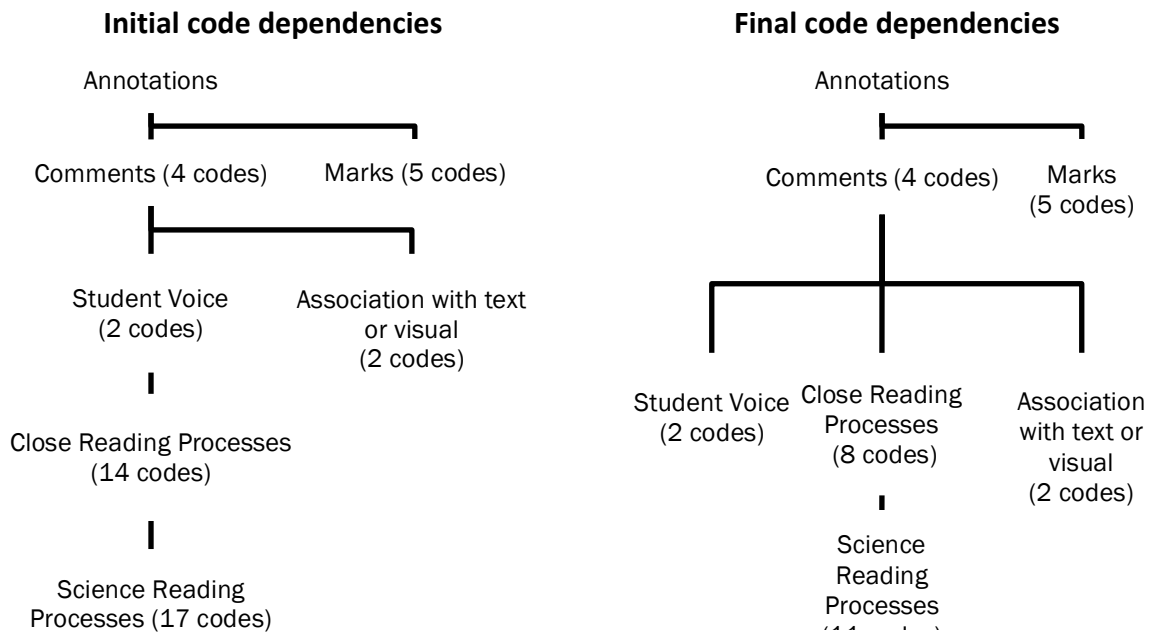 Initial code dependencies
Annotations
Comments (4 codes)
Marks (5 codes)
Student Voice
(2 codes)
Association with text
or visual
(2 codes)
Close Reading Processes
(14 codes)
Science Reading
Processes (17 codes)
Final code dependencies
Annotations
Comments (4 codes)
Marks
(5 codes)
Student Voice
(2 codes)
Close Reading
Processes
(8 codes)
Association
with text or
visual
(2 codes)
Science
Reading
Processes